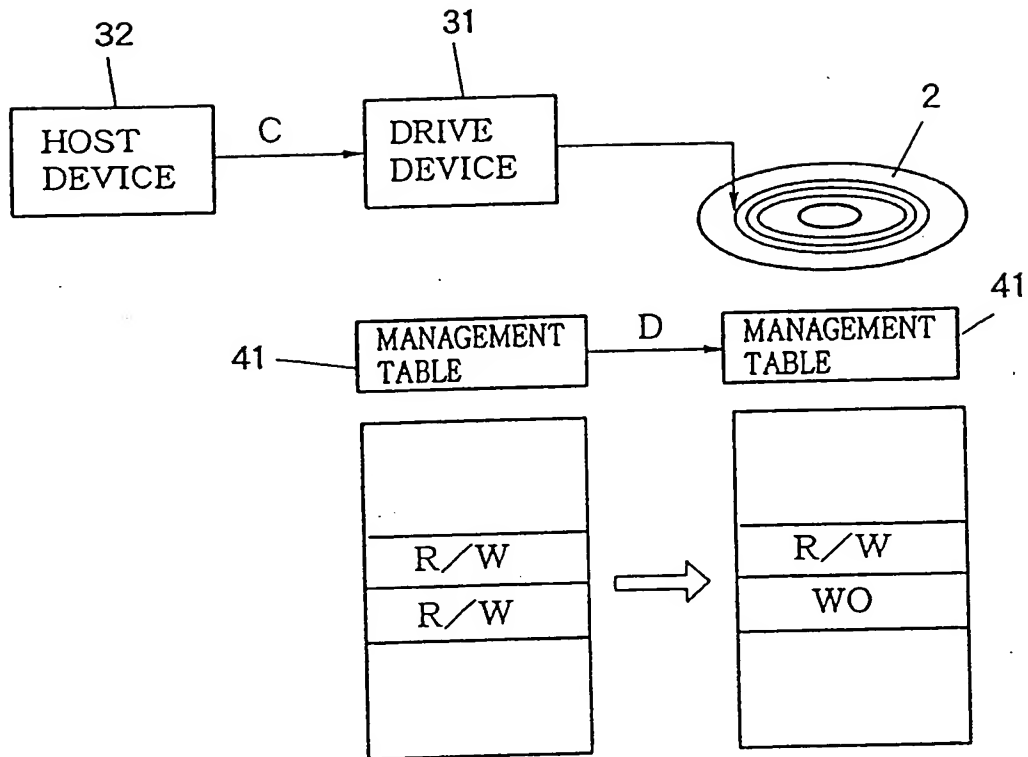 32
31
2
HOST
DEVICE
C
DRIVE
DEVICE
41
MANAGEMENT
TABLE
D
MANAGEMENT
TABLE
41
R/W
R/W
R/W
WO